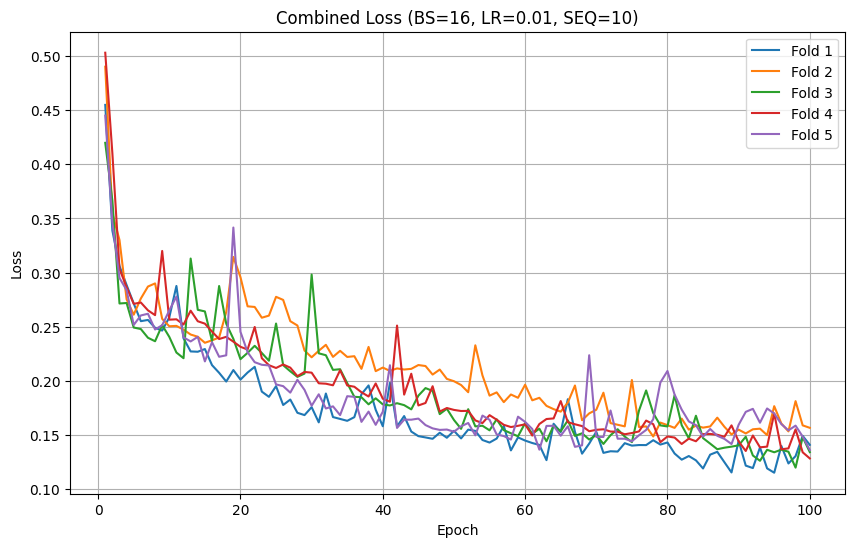 Combined Loss (BS=16, LR=0.01, SEQ=10)
Loss
0.50
0.45
0.40
0.35
0.30
0.25
0.20
0.15
0.10
Fold 1
Fold 2
Fold 3
Fold 4
Fold 5
0 20 40 60 80 100
Epoch